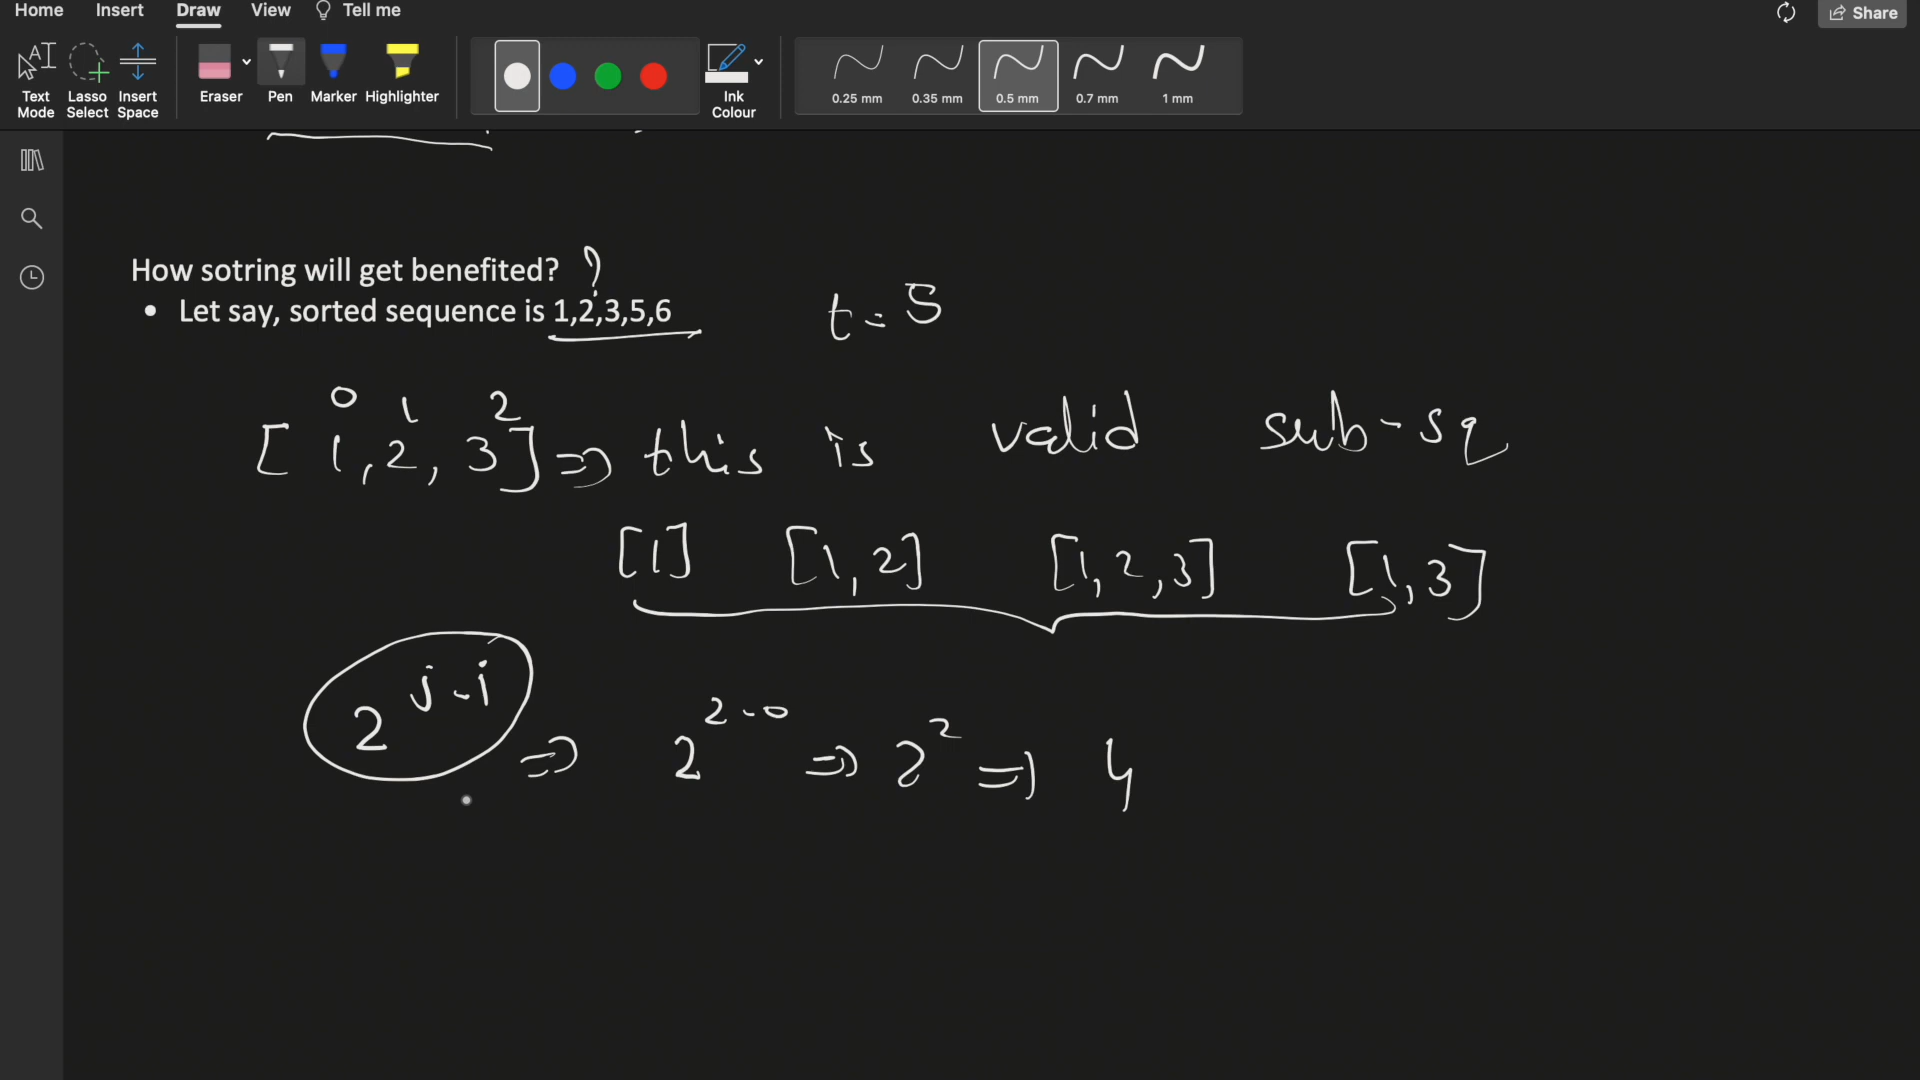 Home Insert Draw View Tell me Share
Text Mode Lasso Select Insert Space Eraser Pen Marker Highlighter Ink Colour 0.25 mm 0.35 mm 0.5 mm 0.7 mm 1 mm
How sotring will get benefited? ?
• Let say, sorted sequence is 1,2,3,5,6 t = 5
0 1 2
[ 1, 2, 3 ] => this is valid sub-sq
[1] [1,2] [1,2,3] [1,3]
2^j-i => 2^2-0 => 2^2 => 4